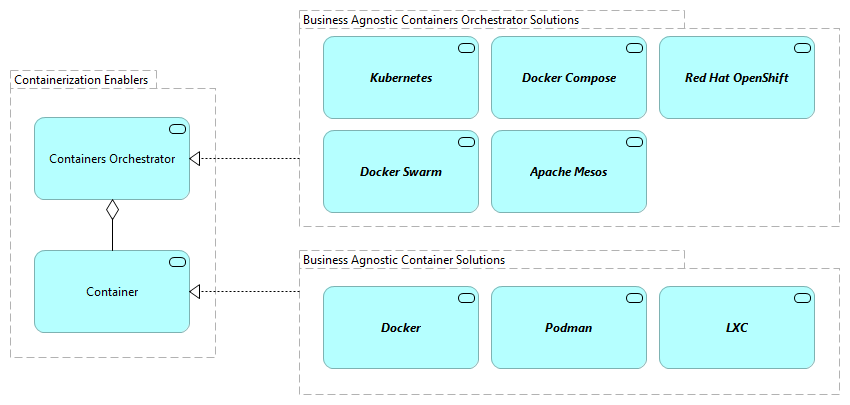 Containerization Enablers
Containers Orchestrator
Container
Business Agnostic Containers Orchestrator Solutions
Kubernetes
Docker Compose
Red Hat OpenShift
Docker Swarm
Apache Mesos
Business Agnostic Container Solutions
Docker
Podman
LXC